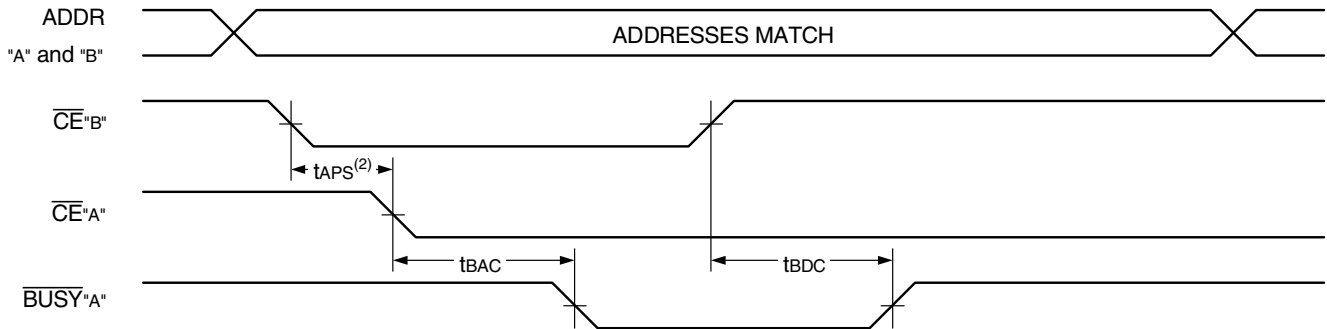 ADDR
"A" and "B"
ADDRESSES MATCH
CE"B"
tAPS(2)
CE"A"
tBAC
tBDC
BUSY"A"